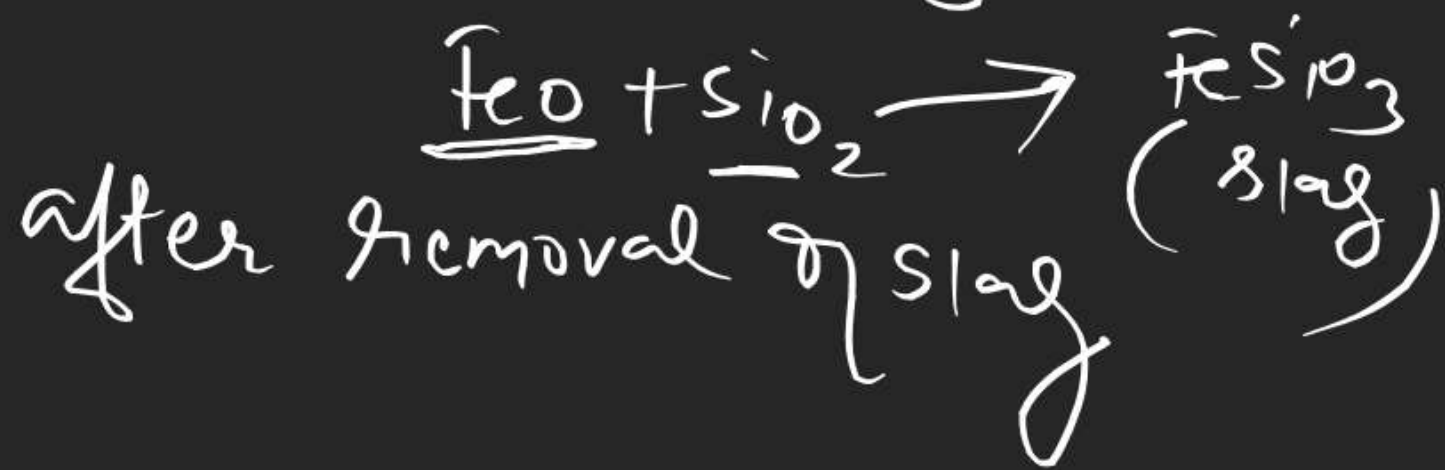 FeO + SiO₂ → FeSiO₃
(slag)
after removal of slag